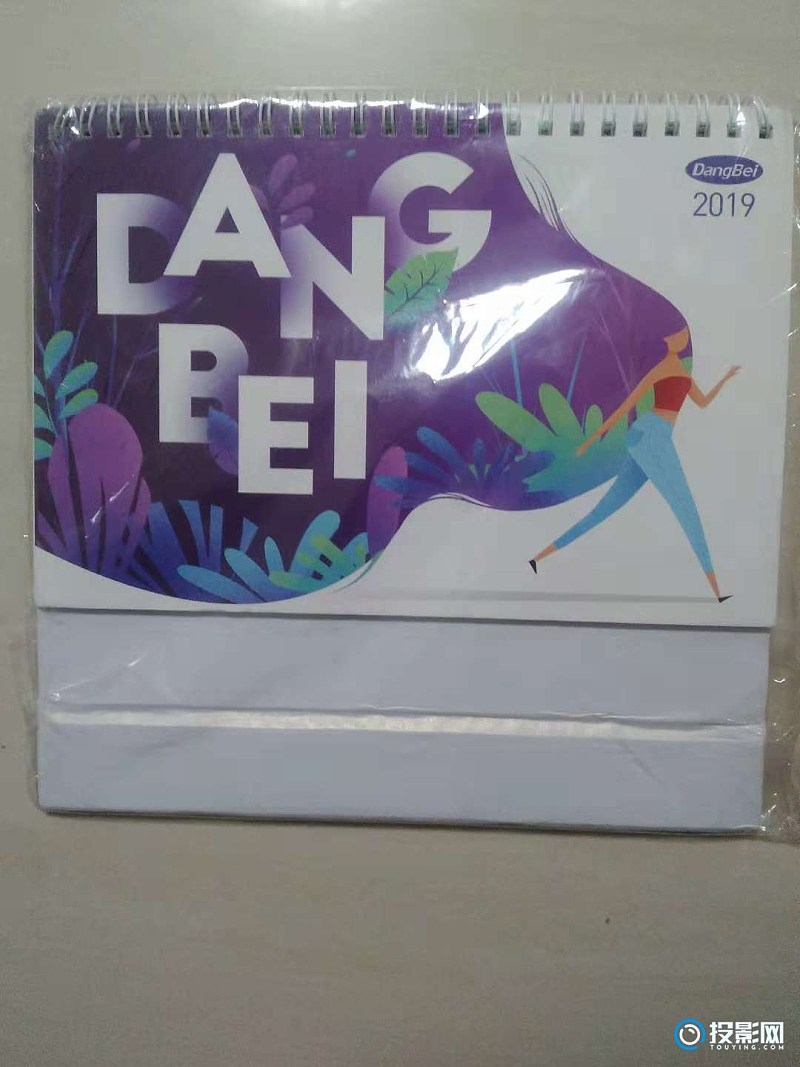 DANG
BEI
DangBei
2019
投影网
TOUYING.COM